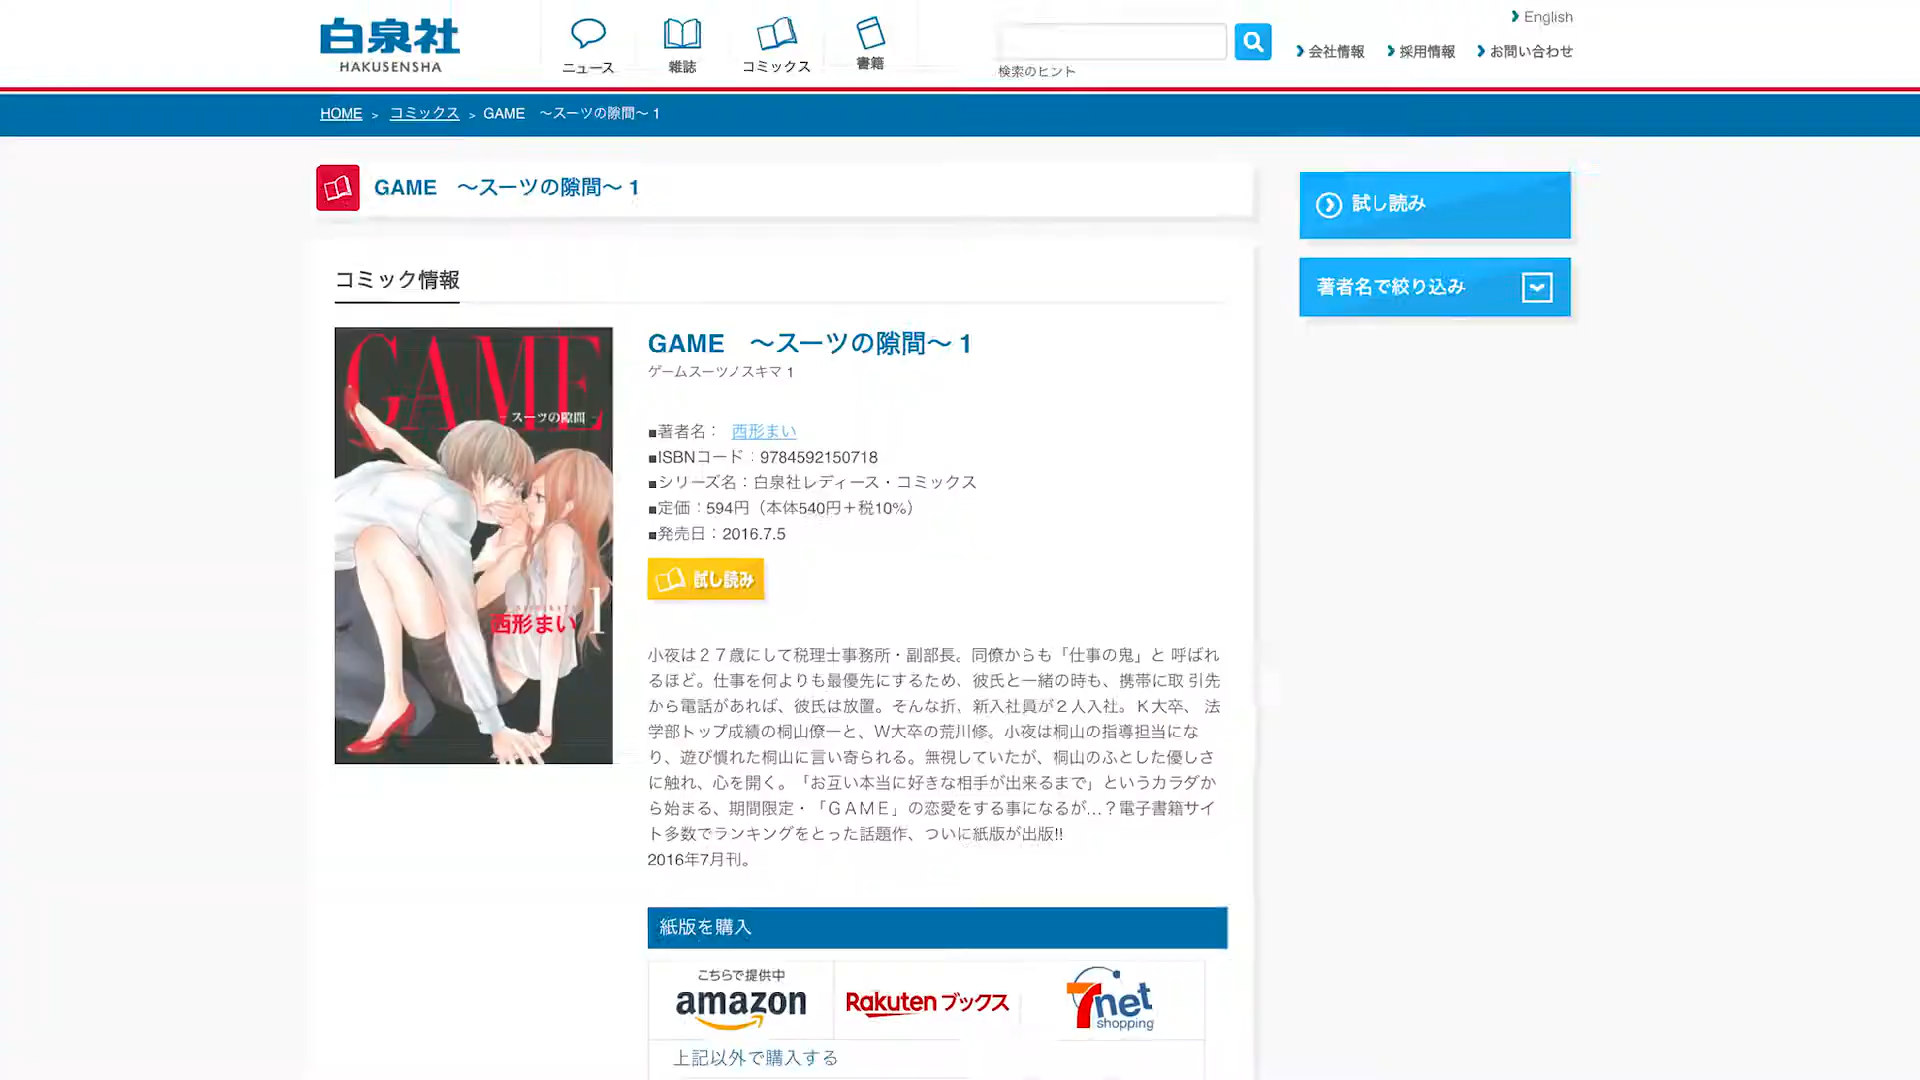 白泉社
HAKUSENSHA
ニュース
雑誌
コミックス
書籍
検索のヒント
English
会社情報
採用情報
お問い合わせ
HOME > コミックス > GAME ～スーツの隙間～ 1
GAME ～スーツの隙間～ 1
試し読み
著者名で絞り込み
コミック情報
GAME
- スーツの隙間 -
西形まい
1
GAME ～スーツの隙間～ 1
ゲームスーツノスキマ 1
■著者名： 西形まい
■ISBNコード：9784592150718
■シリーズ名：白泉社レディース・コミックス
■定価：594円（本体540円＋税10%）
■発売日：2016.7.5
試し読み
小夜は２７歳にして税理士事務所・副部長。同僚からも「仕事の鬼」と 呼ばれ
るほど。仕事を何よりも最優先にするため、彼氏と一緒の時も、携帯に取 引先
から電話があれば、彼氏は放置。そんな折、新入社員が２人入社。Ｋ大卒、 法
学部トップ成績の桐山僚一と、W大卒の荒川修。小夜は桐山の指導担当にな
り、遊び慣れた桐山に言い寄られる。無視していたが、桐山のふとした優しさ
に触れ、心を開く。「お互い本当に好きな相手が出来るまで」というカラダか
ら始まる、期間限定・「ＧＡＭＥ」の恋愛をする事になるが…？電子書籍サイ
ト多数でランキングをとった話題作、ついに紙版が出版!!
2016年7月刊。
紙版を購入
こちらで提供中
amazon
Rakuten ブックス
7net
shopping
上記以外で購入する